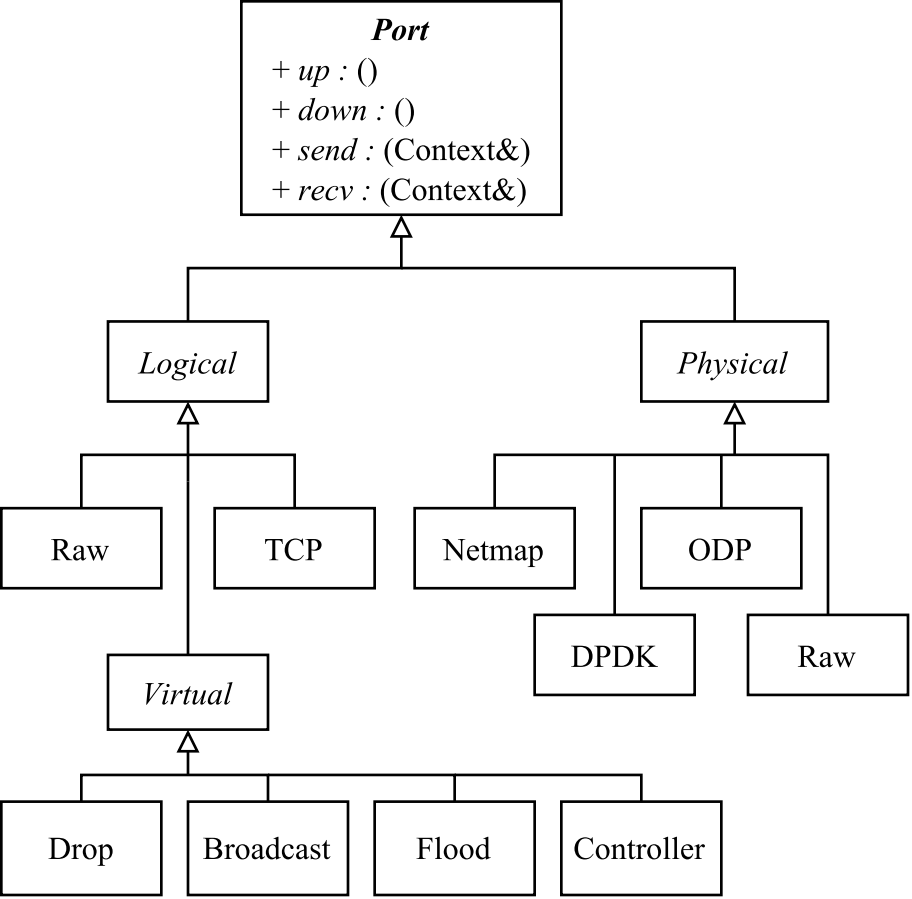 Port
+ up : ()
+ down : ()
+ send : (Context&)
+ recv : (Context&)
Logical
Physical
Raw
TCP
Netmap
ODP
DPDK
Raw
Virtual
Drop
Broadcast
Flood
Controller